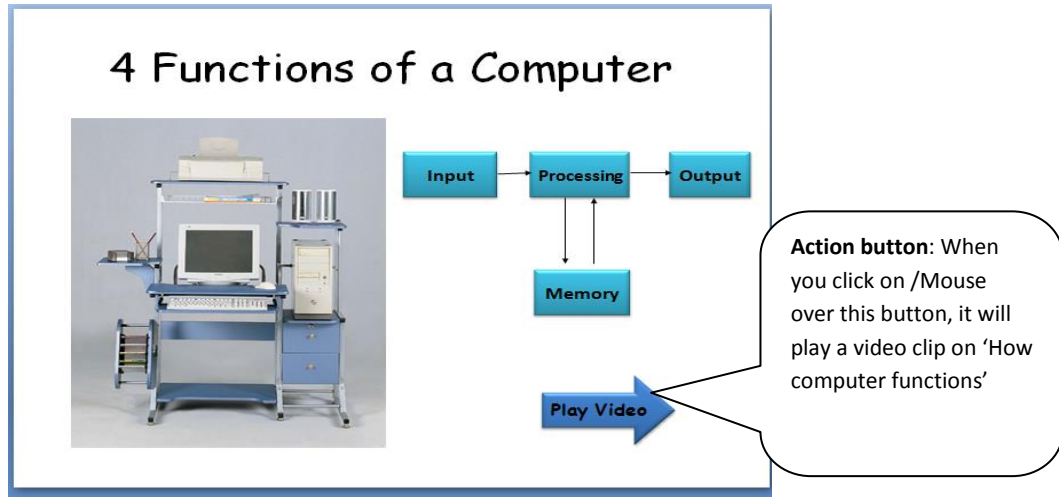 4 Functions of a Computer
Input
Processing
Output
Memory
Play Video
Action button: When
you click on /Mouse
over this button, it will
play a video clip on ‘How
computer functions’